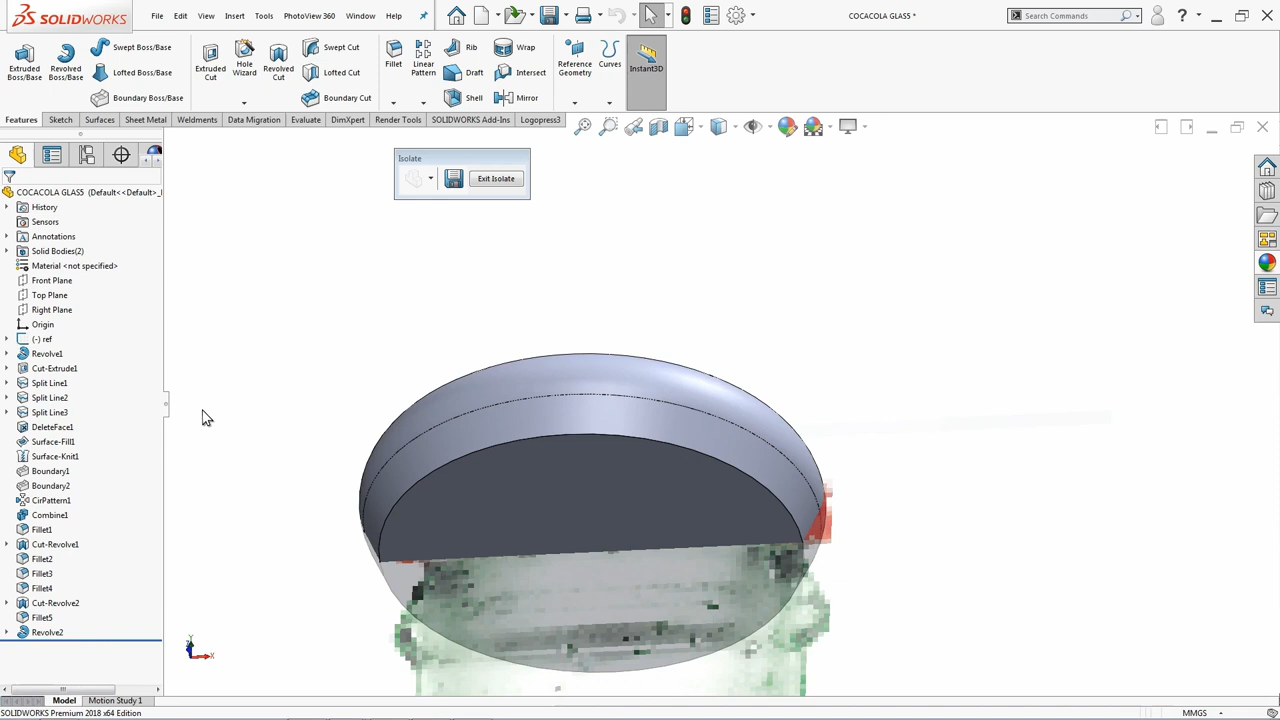 SOLIDWORKS
File Edit View Insert Tools PhotoView 360 Window Help
COCACOLA GLAS5 *
Search Commands
?
Extruded Boss/Base
Revolved Boss/Base
Swept Boss/Base
Lofted Boss/Base
Boundary Boss/Base
Extruded Cut
Hole Wizard
Revolved Cut
Swept Cut
Lofted Cut
Boundary Cut
Fillet
Linear Pattern
Rib
Draft
Shell
Wrap
Intersect
Mirror
Reference Geometry
Curves
Instant3D
Features Sketch Surfaces Sheet Metal Weldments Data Migration Evaluate DimXpert Render Tools SOLIDWORKS Add-Ins Logopress3
Isolate
Exit Isolate
COCACOLA GLAS5 (Default<<Default>_
History
Sensors
Annotations
Solid Bodies(2)
Material <not specified>
Front Plane
Top Plane
Right Plane
Origin
(-) ref
Revolve1
Cut-Extrude1
Split Line1
Split Line2
Split Line3
DeleteFace1
Surface-Fill1
Surface-Knit1
Boundary1
Boundary2
CirPattern1
Combine1
Fillet1
Cut-Revolve1
Fillet2
Fillet3
Fillet4
Cut-Revolve2
Fillet5
Revolve2
Y
X
Model Motion Study 1
SOLIDWORKS Premium 2018 x64 Edition
MMGS